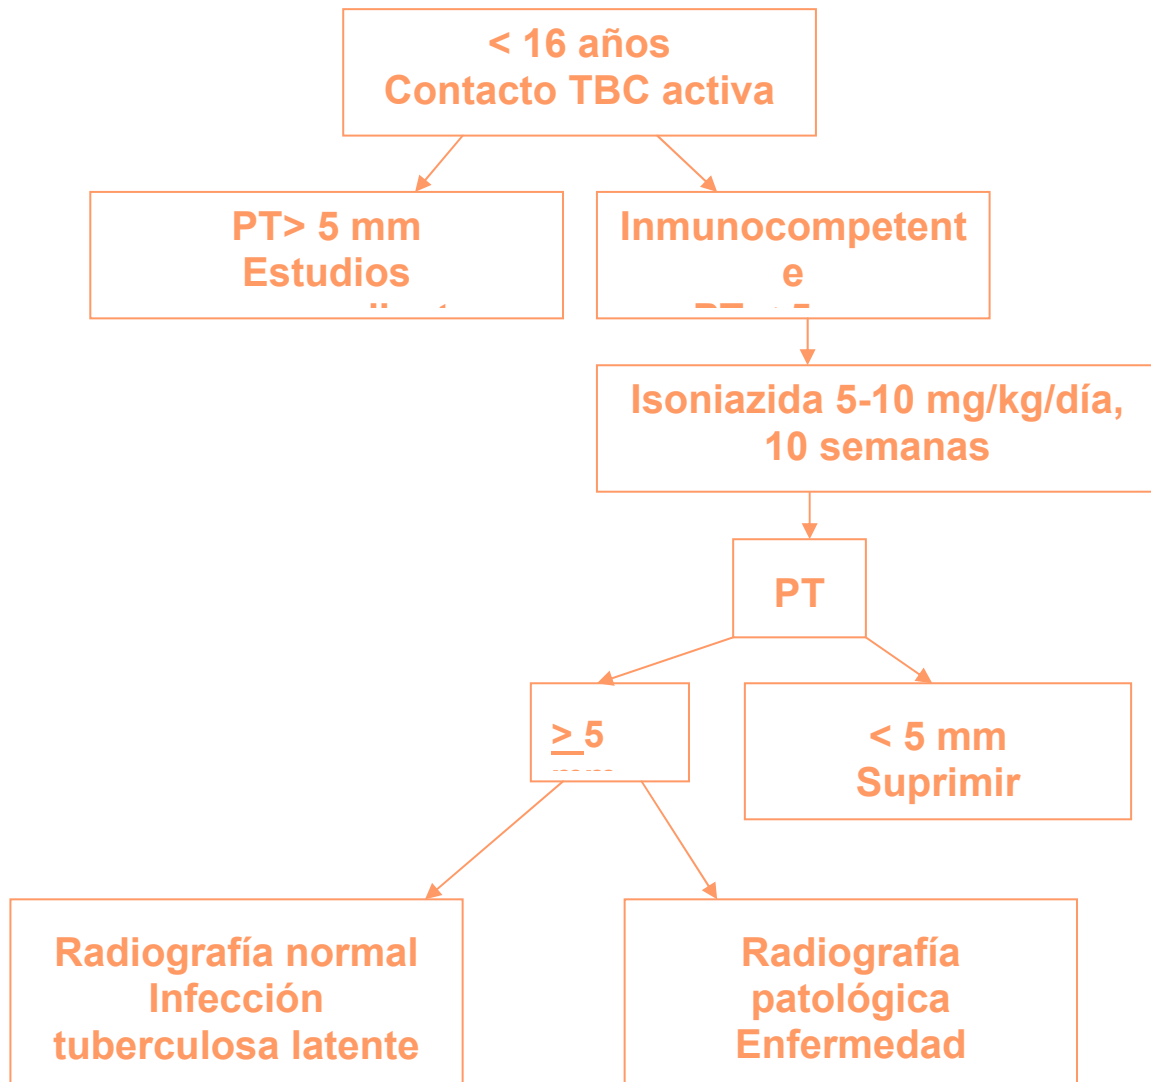 < 16 años
Contacto TBC activa
PT> 5 mm
Estudios
Inmunocompetent
e
Isoniazida 5-10 mg/kg/día,
10 semanas
PT
> 5
< 5 mm
Suprimir
Radiografía normal
Infección
tuberculosa latente
Radiografía
patológica
Enfermedad